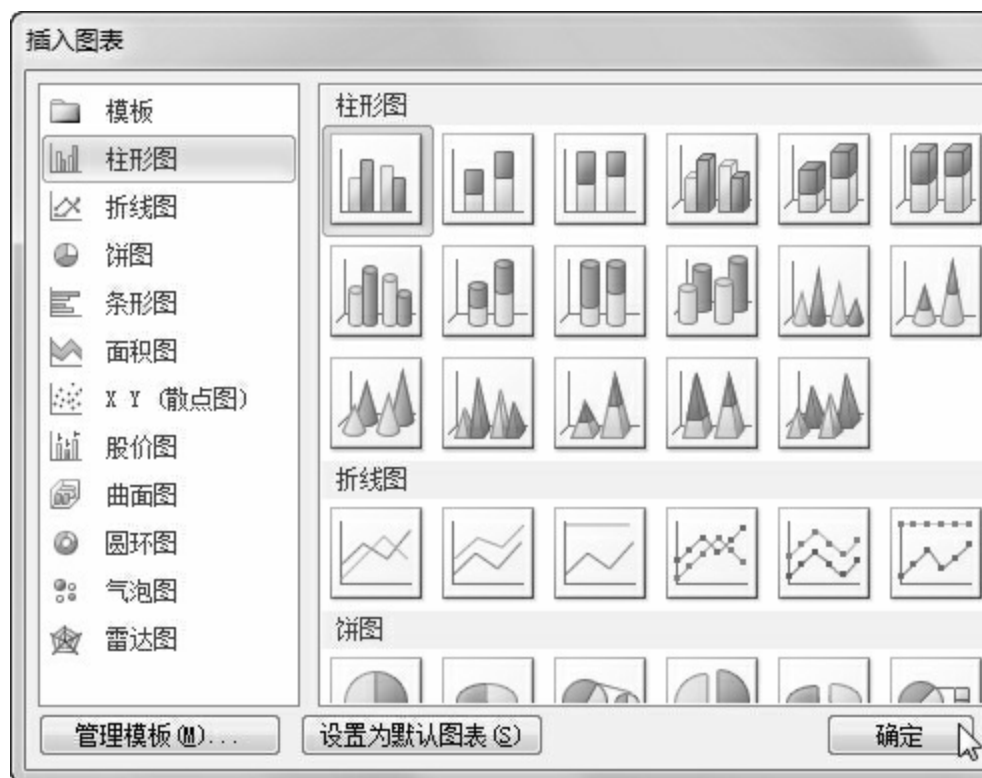 插入图表
模板
柱形图
折线图
饼图
条形图
面积图
X Y (散点图)
股价图
曲面图
圆环图
气泡图
雷达图
柱形图
折线图
饼图
管理模板(M)...
设置为默认图表(S)
确定